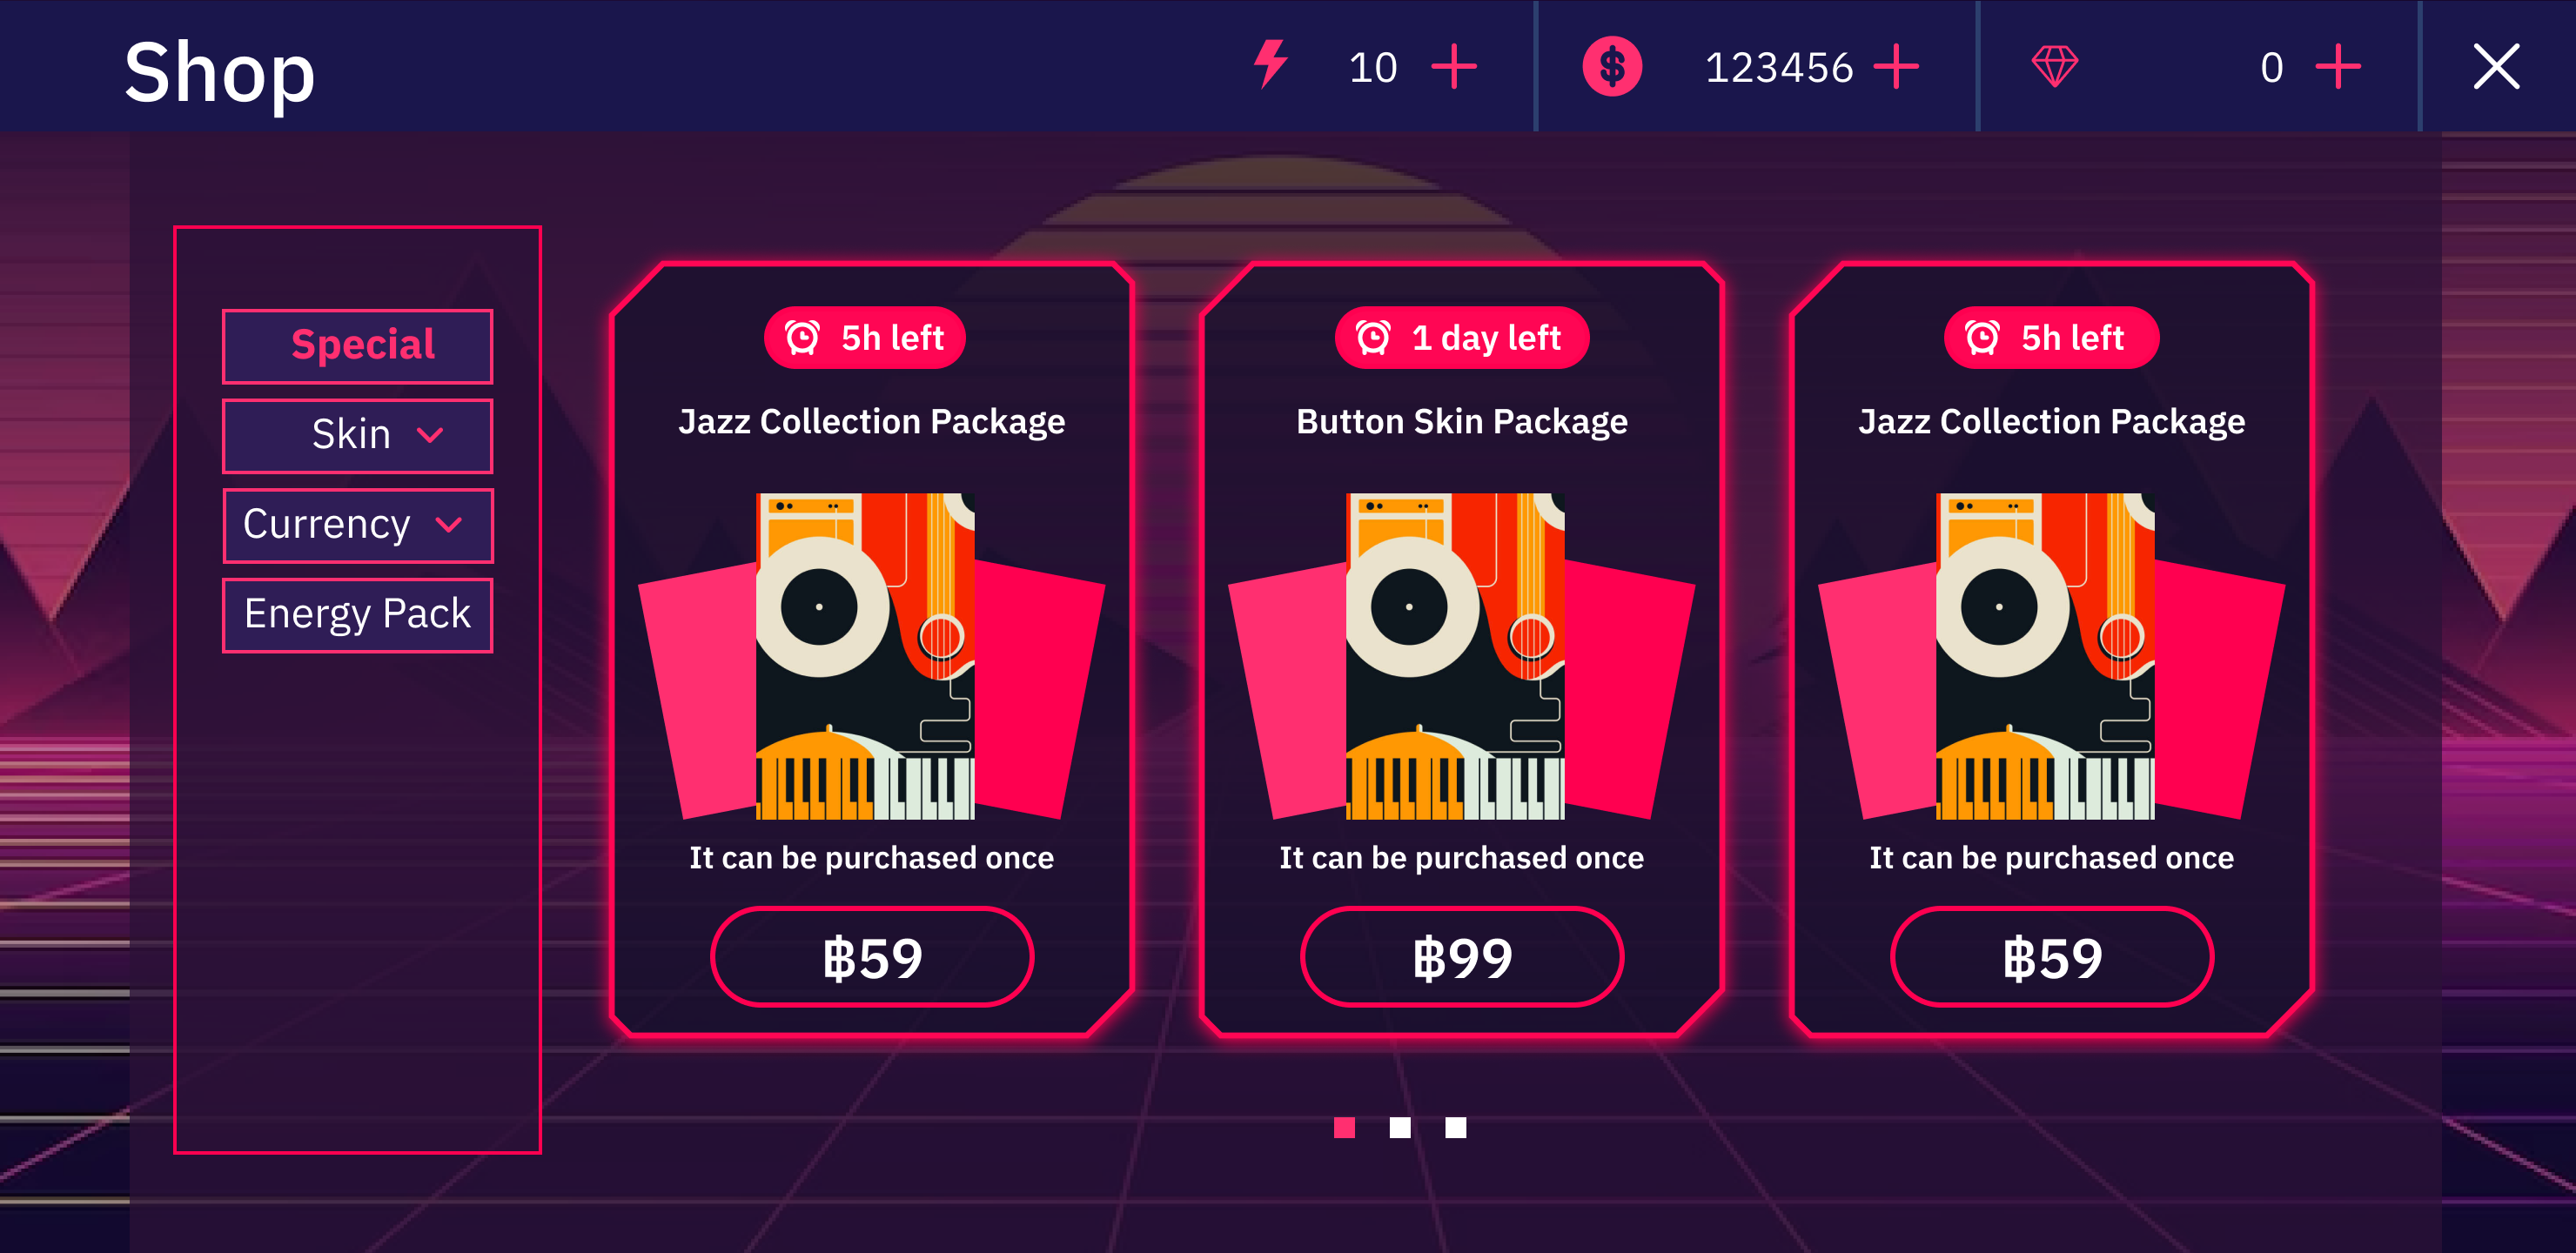 Shop
10
123456
0
Special
Skin
Currency
Energy Pack
5h left
Jazz Collection Package
It can be purchased once
฿59
1 day left
Button Skin Package
It can be purchased once
฿99
5h left
Jazz Collection Package
It can be purchased once
฿59